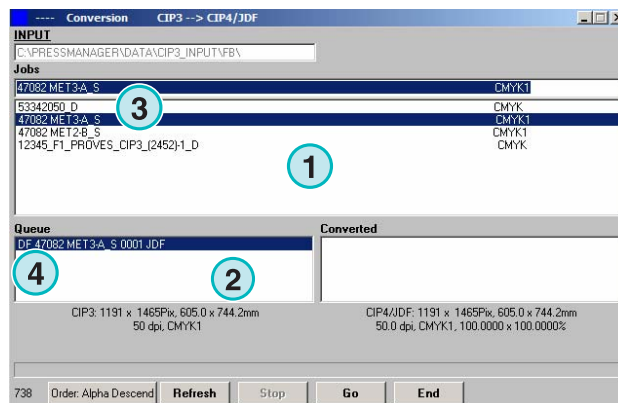 ---- Conversion CIP3 --> CIP4/JDF
INPUT
C:\PRESSMANAGER\DATA\CIP3_INPUT\FB\
Jobs
47082 MET3-A_S CMYK1
53342050_D CMYK
47082 MET3-A_S CMYK1
47082 MET2-B_S CMYK1
12345_F1_PROVES_CIP3_(2452)-1_D CMYK
3
1
Queue Converted
DF 47082 MET3-A_S 0001 JDF
4
2
CIP3: 1191 x 1465Pix, 605.0 x 744.2mm CIP4/JDF: 1191 x 1465Pix, 605.0 x 744.2mm
50 dpi, CMYK1 50.0 dpi, CMYK1, 100.0000 x 100.0000%
738 Order: Alpha Descend Refresh Stop Go End